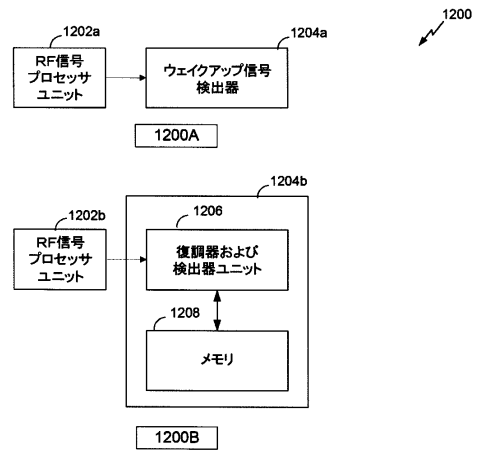 1200
1202a
RF信号
プロセッサ
ユニット
1204a
ウェイクアップ信号
検出器
1200A
1204b
1202b
RF信号
プロセッサ
ユニット
1206
復調器および
検出器ユニット
1208
メモリ
1200B